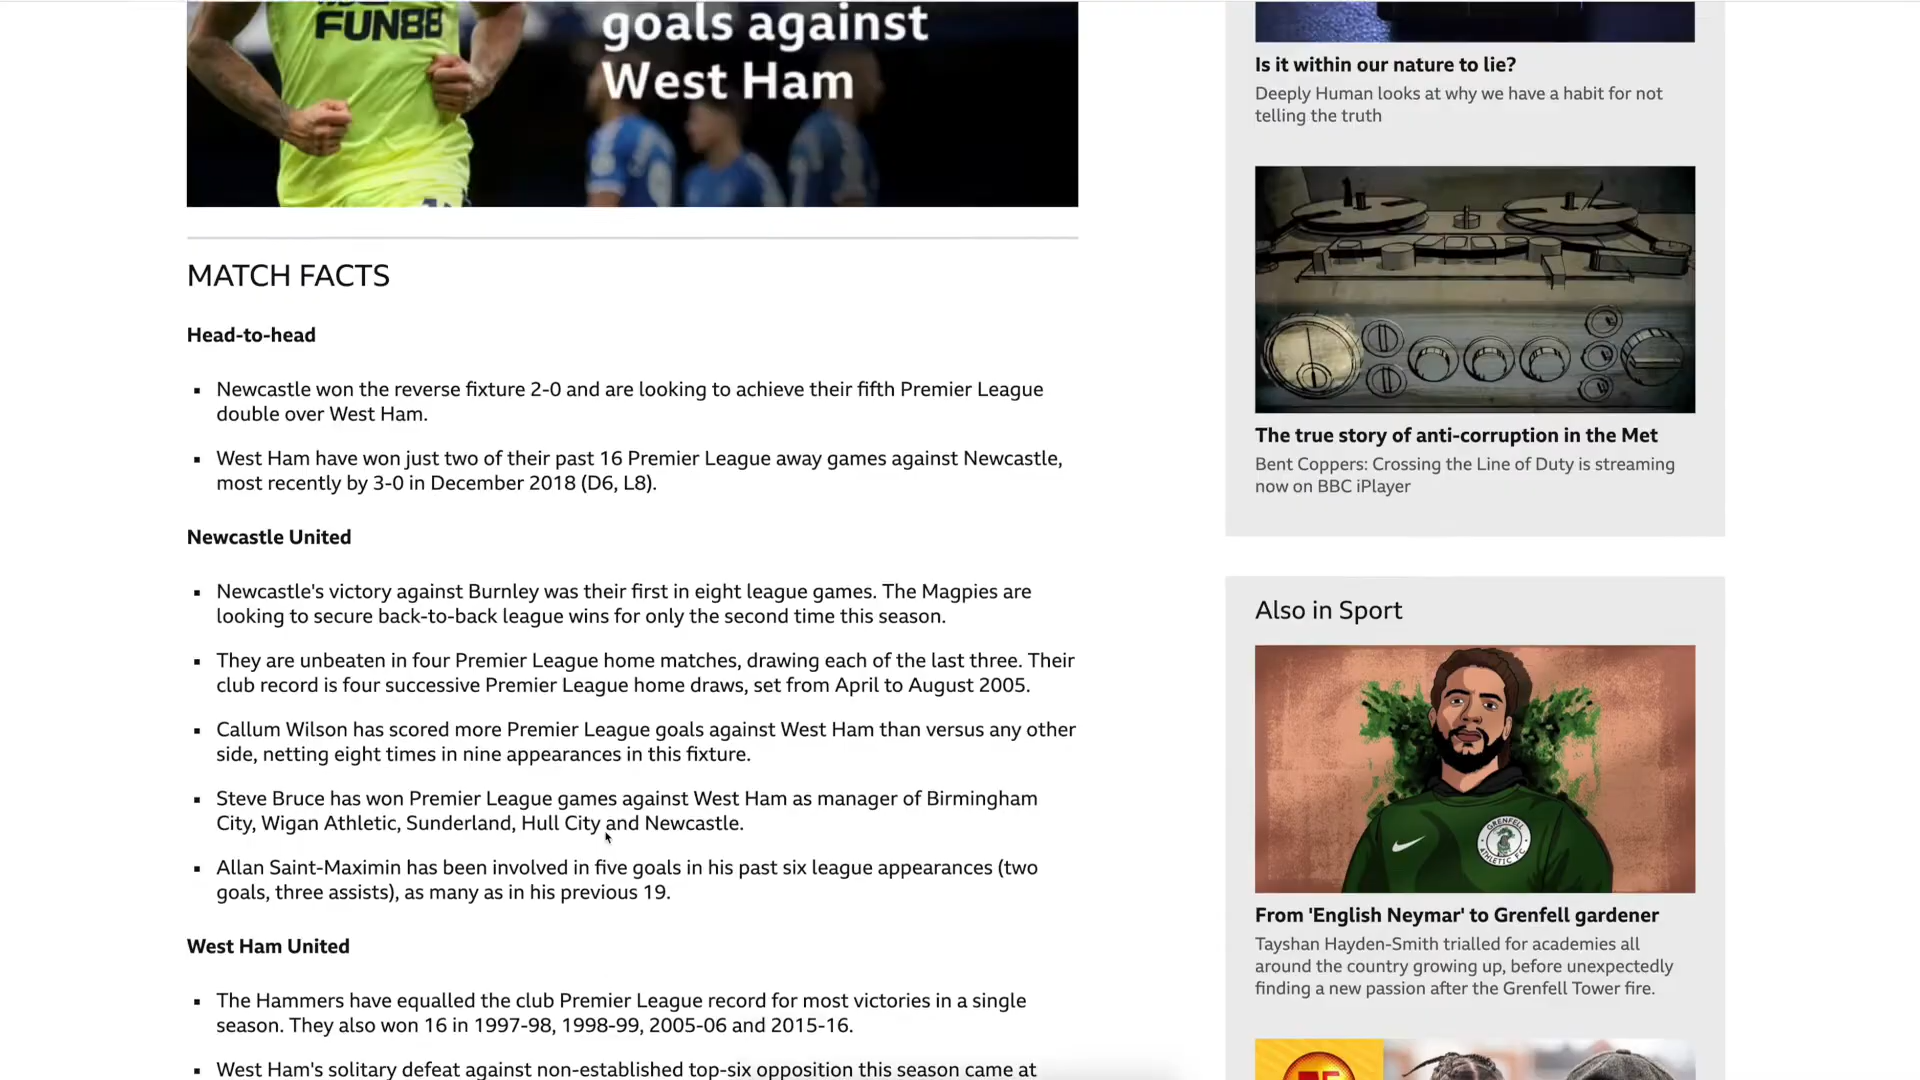 FUN88
goals against
West Ham
MATCH FACTS
Head-to-head
Newcastle won the reverse fixture 2-0 and are looking to achieve their fifth Premier League
double over West Ham.
West Ham have won just two of their past 16 Premier League away games against Newcastle,
most recently by 3-0 in December 2018 (D6, L8).
Newcastle United
Newcastle's victory against Burnley was their first in eight league games. The Magpies are
looking to secure back-to-back league wins for only the second time this season.
They are unbeaten in four Premier League home matches, drawing each of the last three. Their
club record is four successive Premier League home draws, set from April to August 2005.
Callum Wilson has scored more Premier League goals against West Ham than versus any other
side, netting eight times in nine appearances in this fixture.
Steve Bruce has won Premier League games against West Ham as manager of Birmingham
City, Wigan Athletic, Sunderland, Hull City and Newcastle.
Allan Saint-Maximin has been involved in five goals in his past six league appearances (two
goals, three assists), as many as in his previous 19.
West Ham United
The Hammers have equalled the club Premier League record for most victories in a single
season. They also won 16 in 1997-98, 1998-99, 2005-06 and 2015-16.
West Ham's solitary defeat against non-established top-six opposition this season came at
Is it within our nature to lie?
Deeply Human looks at why we have a habit for not
telling the truth
The true story of anti-corruption in the Met
Bent Coppers: Crossing the Line of Duty is streaming
now on BBC iPlayer
Also in Sport
GRENFELL
ATHLETIC FC
From 'English Neymar' to Grenfell gardener
Tayshan Hayden-Smith trialled for academies all
around the country growing up, before unexpectedly
finding a new passion after the Grenfell Tower fire.